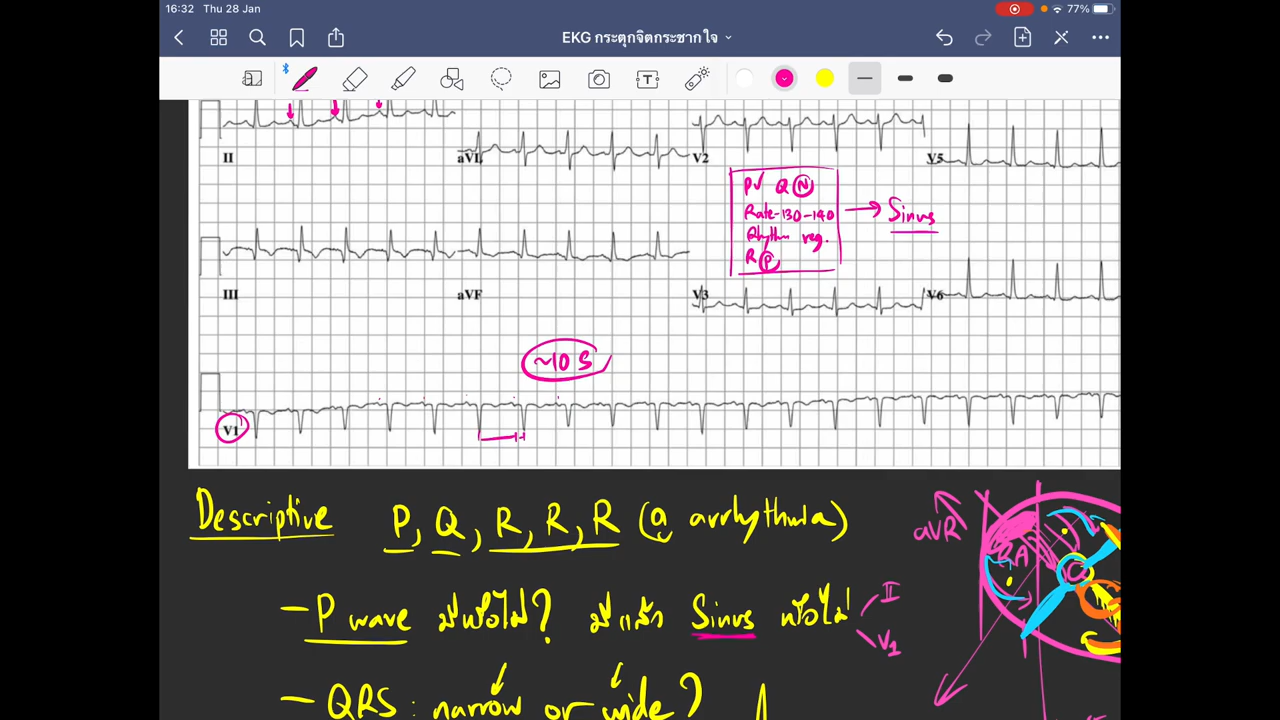 16:32 Thu 28 Jan 77%
EKG กระตุกจิตกระชากใจ
T
II aVL V2 V5
P✓ Q N
Rate~130-140 → Sinus
Rhythm reg.
R P
III aVF V3 V6
~10 S
V1
Descriptive P, Q, R, R, R (@ arrhythmia)
aVR
RA
- P wave มีหรือไม่? มีแล้ว Sinus หรือไม่ II
V1
- QRS : narrow or wide?